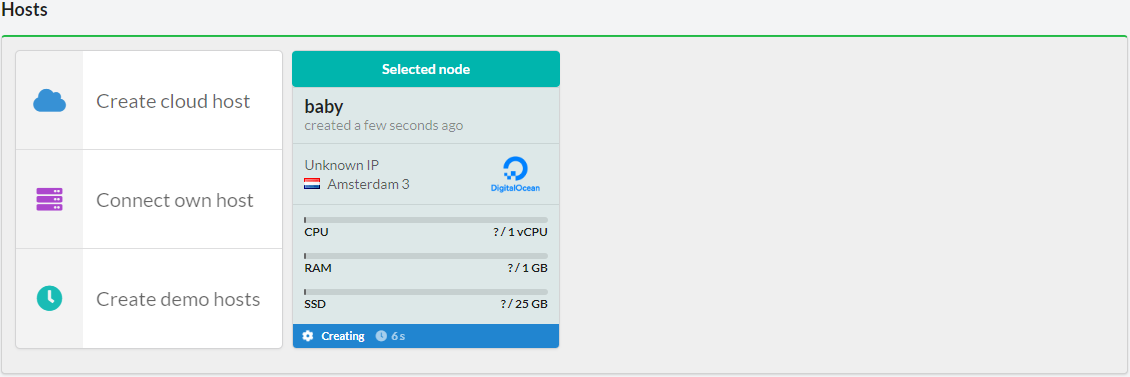 Hosts
Create cloud host
Connect own host
Create demo hosts
Selected node
baby
created a few seconds ago
Unknown IP
Amsterdam 3
DigitalOcean
CPU ? / 1 vCPU
RAM ? / 1 GB
SSD ? / 25 GB
Creating 6 s